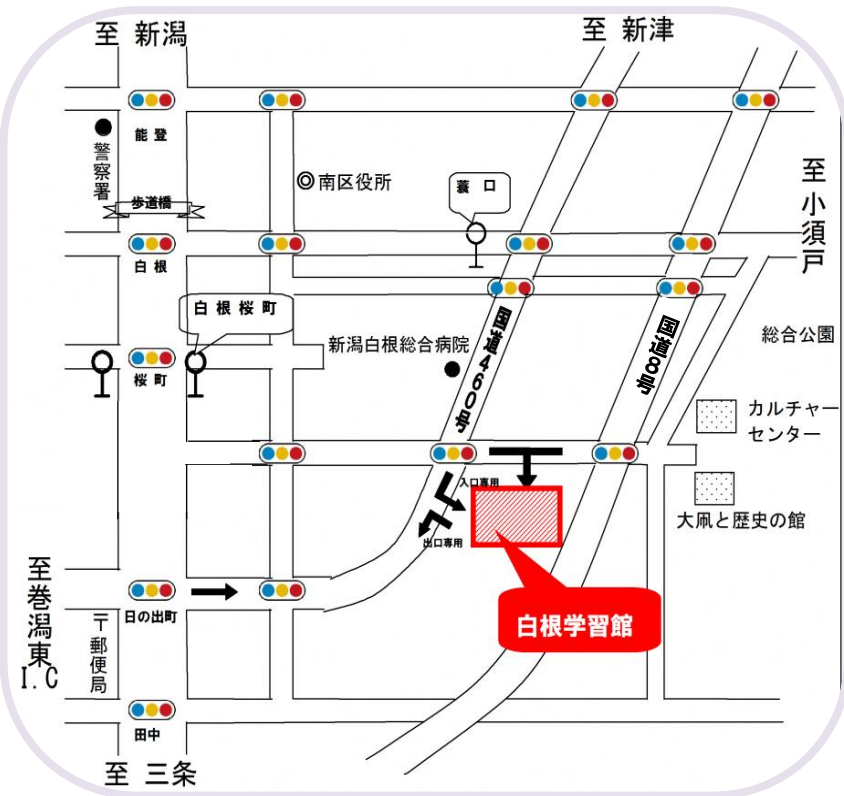 至 新潟
至 新津
能 登
警察署
歩道橋
◎南区役所
蓑 口
至小須戸
白 根
白 根 桜 町
桜 町
新潟白根総合病院
国道460号
国道8号
総合公園
カルチャー
センター
入口専用
出口専用
大凧と歴史の館
白根学習館
至巻潟東
I.C
日の出町
〒郵便局
田中
至 三条